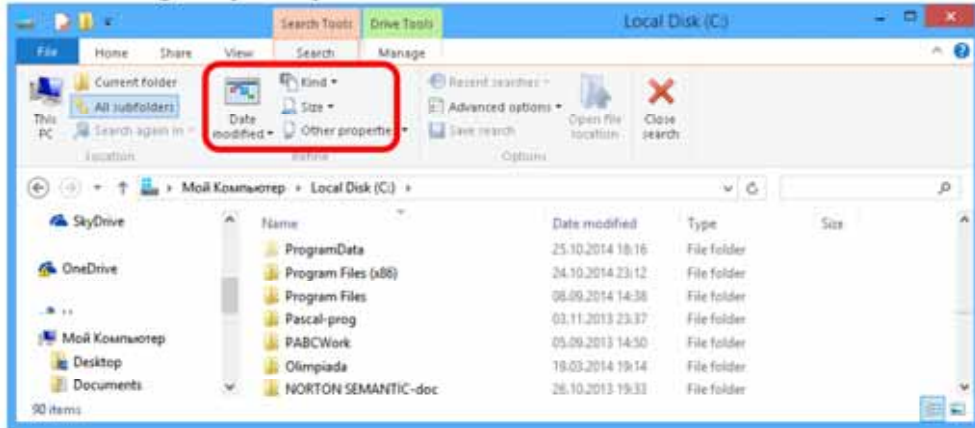 Search Tools Drive Tools Local Disk (C:)
File Home Share View Search Manage
This PC
Current folder
All subfolders
Search again in
Location
Date modified
Kind
Size
Other properties
Refine
Recent searches
Advanced options
Save search
Open file location
Options
Close search
Мой Компьютер Local Disk (C:)
SkyDrive
OneDrive
Мой Компьютер
Desktop
Documents
Name Date modified Type Size
ProgramData 25.10.2014 18:16 File folder
Program Files (x86) 24.10.2014 23:12 File folder
Program Files 08.09.2014 14:38 File folder
Pascal-prog 03.11.2013 23:37 File folder
PABCWork 05.09.2013 14:50 File folder
Olimpiada 19.03.2014 19:14 File folder
NORTON SEMANTIC-doc 26.10.2013 19:33 File folder
90 items